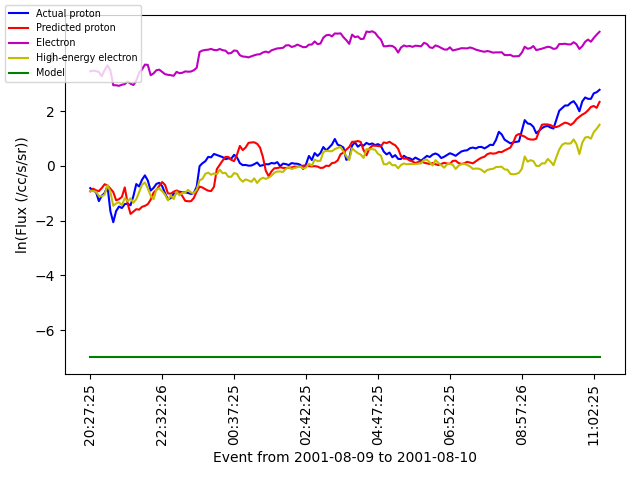 Actual proton
Predicted proton
Electron
High-energy electron
Model
ln(Flux (/cc/s/sr))
2
0
−2
−4
−6
20:27:25
22:32:26
00:37:25
02:42:25
04:47:25
06:52:25
08:57:26
11:02:25
Event from 2001-08-09 to 2001-08-10